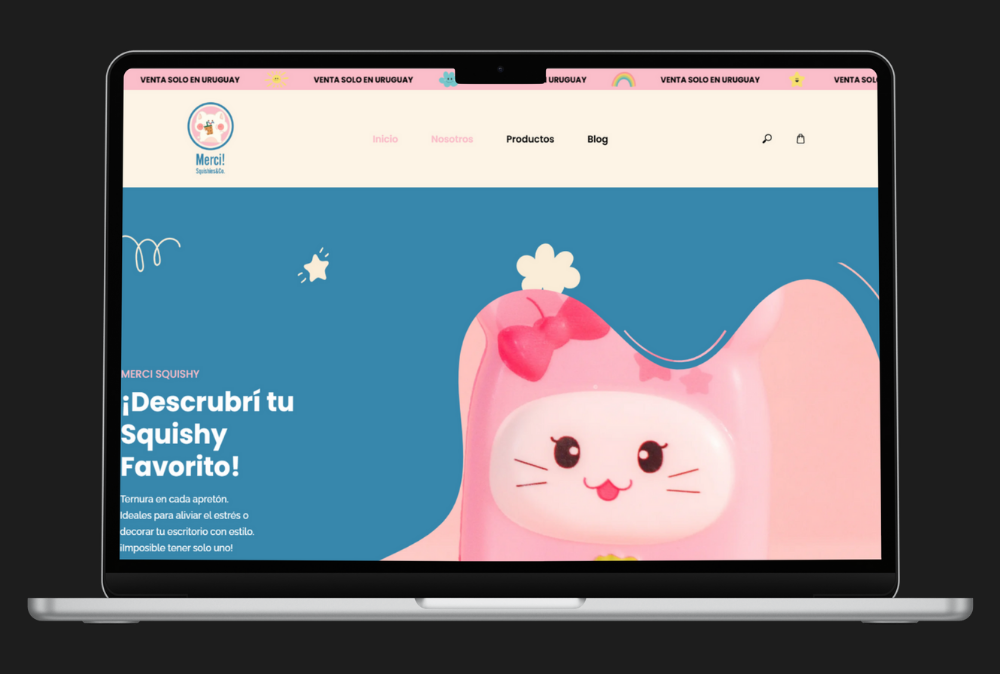 VENTA SOLO EN URUGUAY VENTA SOLO EN URUGUAY URUGUAY VENTA SOLO EN URUGUAY VENTA SOLO
Merci!
Squishies&Co.
Inicio Nosotros Productos Blog
MERCI SQUISHY
¡Descrubrí tu
Squishy
Favorito!
Ternura en cada apretón.
Ideales para aliviar el estrés o
decorar tu escritorio con estilo.
¡Imposible tener solo uno!